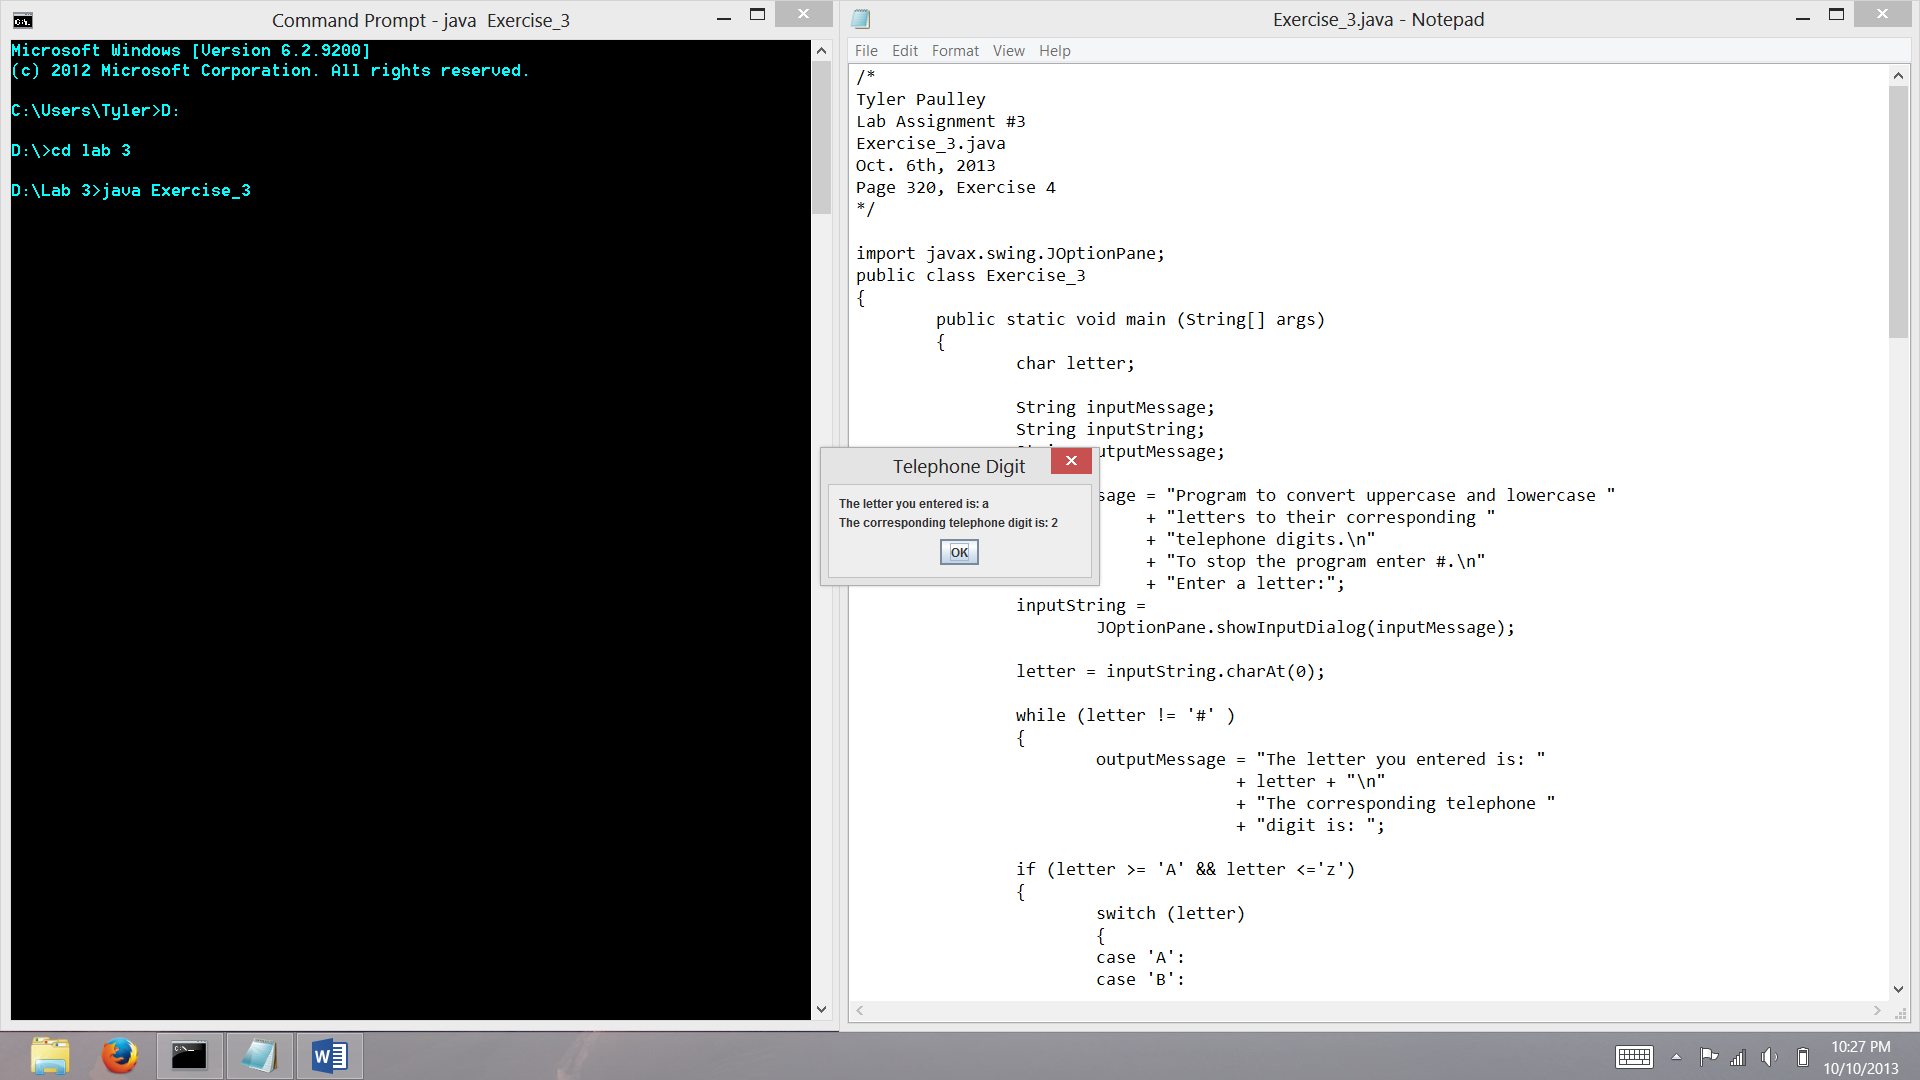 Command Prompt - java  Exercise_3
Microsoft Windows [Version 6.2.9200]
(c) 2012 Microsoft Corporation. All rights reserved.
C:\Users\Tyler>D:
D:\>cd lab 3
D:\Lab 3>java Exercise_3
Exercise_3.java - Notepad
File Edit Format View Help
/*
Tyler Paulley
Lab Assignment #3
Exercise_3.java
Oct. 6th, 2013
Page 320, Exercise 4
*/
import javax.swing.JOptionPane;
public class Exercise_3
{
public static void main (String[] args)
{
char letter;
String inputMessage;
String inputString;
utputMessage;
sage = "Program to convert uppercase and lowercase "
+ "letters to their corresponding "
+ "telephone digits.\n"
+ "To stop the program enter #.\n"
+ "Enter a letter:";
inputString =
JOptionPane.showInputDialog(inputMessage);
letter = inputString.charAt(0);
while (letter != '#' )
{
outputMessage = "The letter you entered is: "
+ letter + "\n"
+ "The corresponding telephone "
+ "digit is: ";
if (letter >= 'A' && letter <='z')
{
switch (letter)
{
case 'A':
case 'B':
Telephone Digit
The letter you entered is: a
The corresponding telephone digit is: 2
OK
10:27 PM
10/10/2013